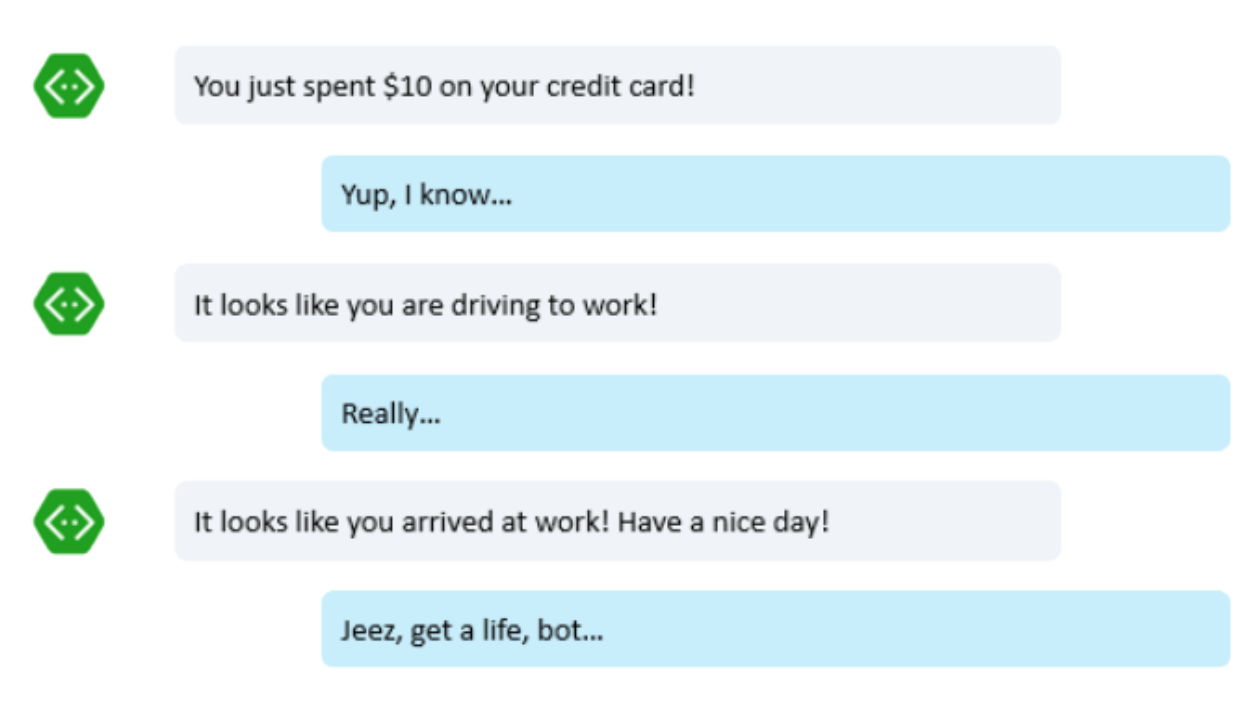 You just spent $10 on your credit card!
Yup, I know...
It looks like you are driving to work!
Really...
It looks like you arrived at work! Have a nice day!
Jeez, get a life, bot...